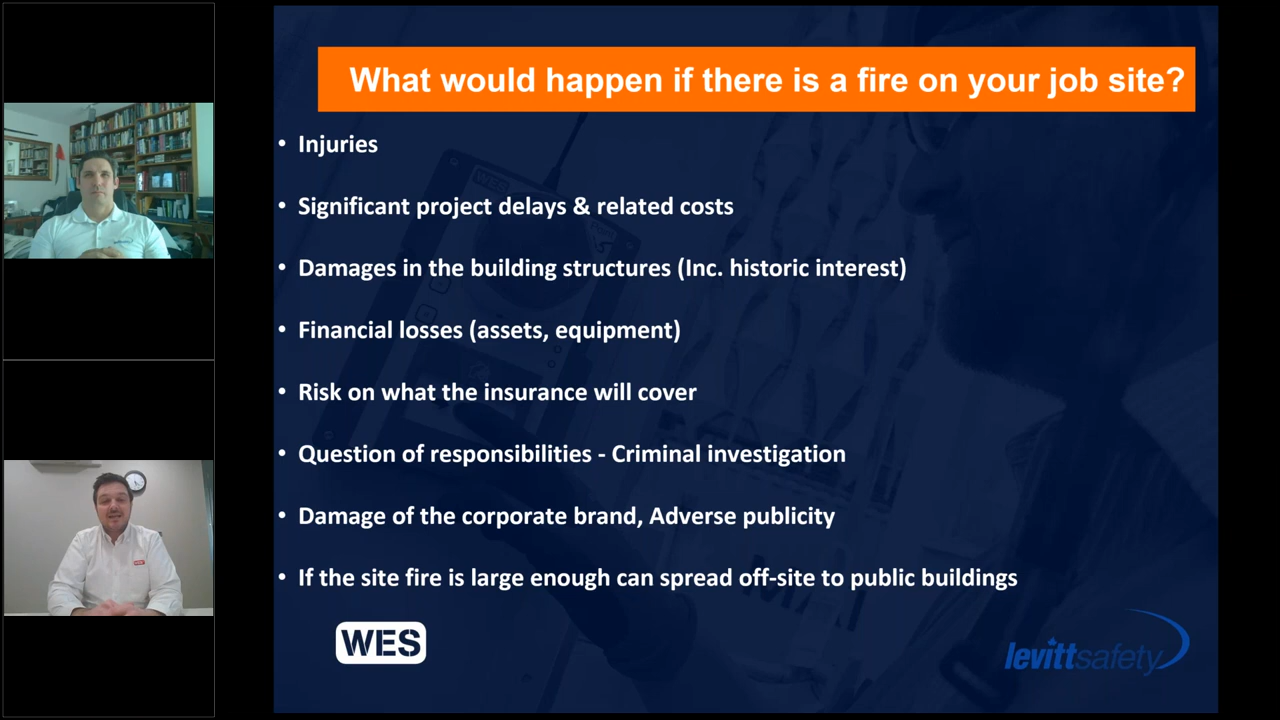 What would happen if there is a fire on your job site?
• Injuries
• Significant project delays & related costs
• Damages in the building structures (Inc. historic interest)
• Financial losses (assets, equipment)
• Risk on what the insurance will cover
• Question of responsibilities - Criminal investigation
• Damage of the corporate brand, Adverse publicity
• If the site fire is large enough can spread off-site to public buildings
WES
levittsafety
WES